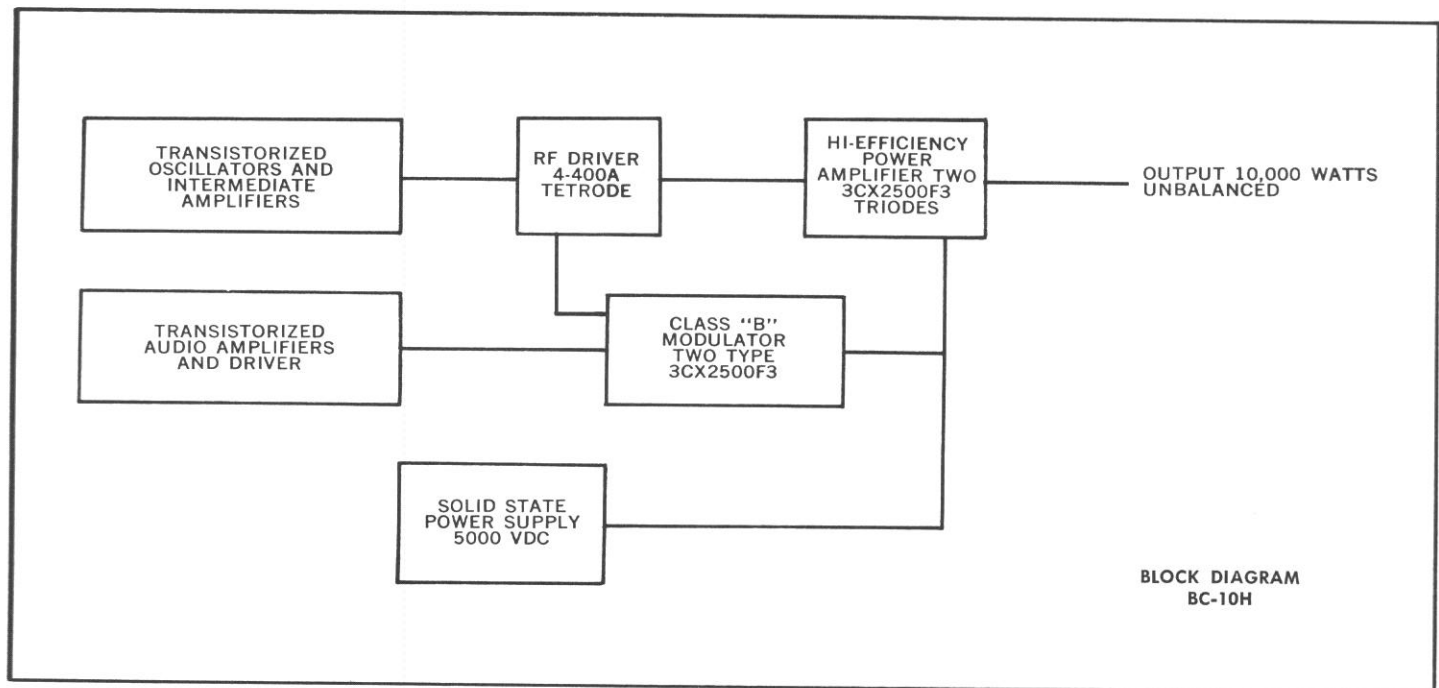 TRANSISTORIZED
OSCILLATORS AND
INTERMEDIATE
AMPLIFIERS
RF DRIVER
4-400A
TETRODE
HI-EFFICIENCY
POWER
AMPLIFIER TWO
3CX2500F3
TRIODES
OUTPUT 10,000 WATTS
UNBALANCED
TRANSISTORIZED
AUDIO AMPLIFIERS
AND DRIVER
CLASS “B”
MODULATOR
TWO TYPE
3CX2500F3
SOLID STATE
POWER SUPPLY
5000 VDC
BLOCK DIAGRAM
BC-10H